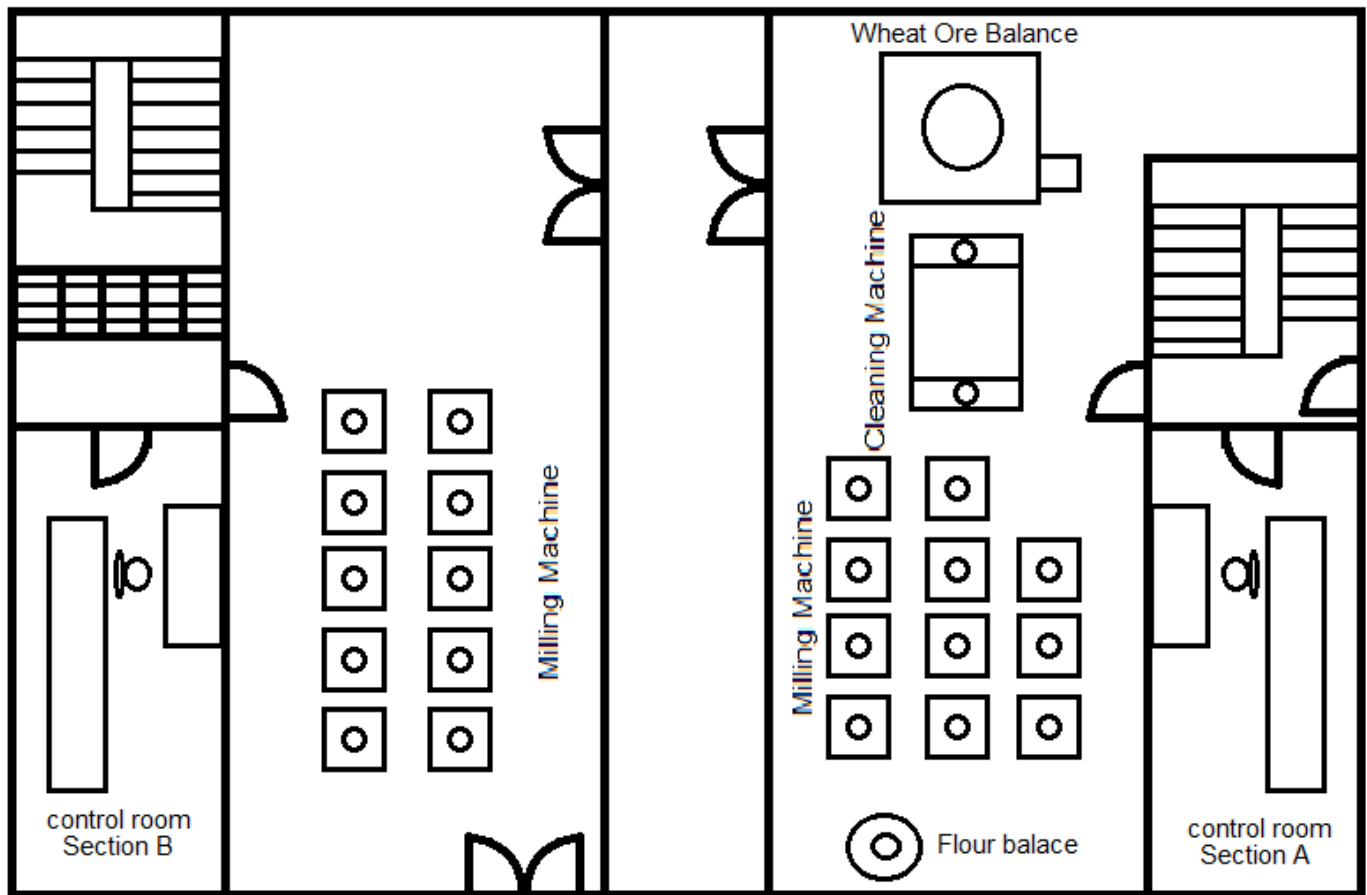 Wheat Ore Balance
Cleaning Machine
Milling Machine
Milling Machine
Flour balace
control room
Section B
control room
Section A